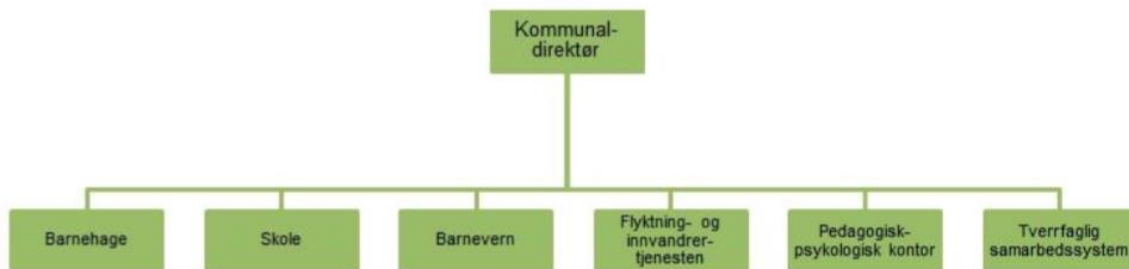 Kommunal-
direktør
Barnehage
Skole
Barnevern
Flyktning- og
innvandrer-
tjenesten
Pedagogisk-
psykologisk kontor
Tverrfaglig
samarbedssystem